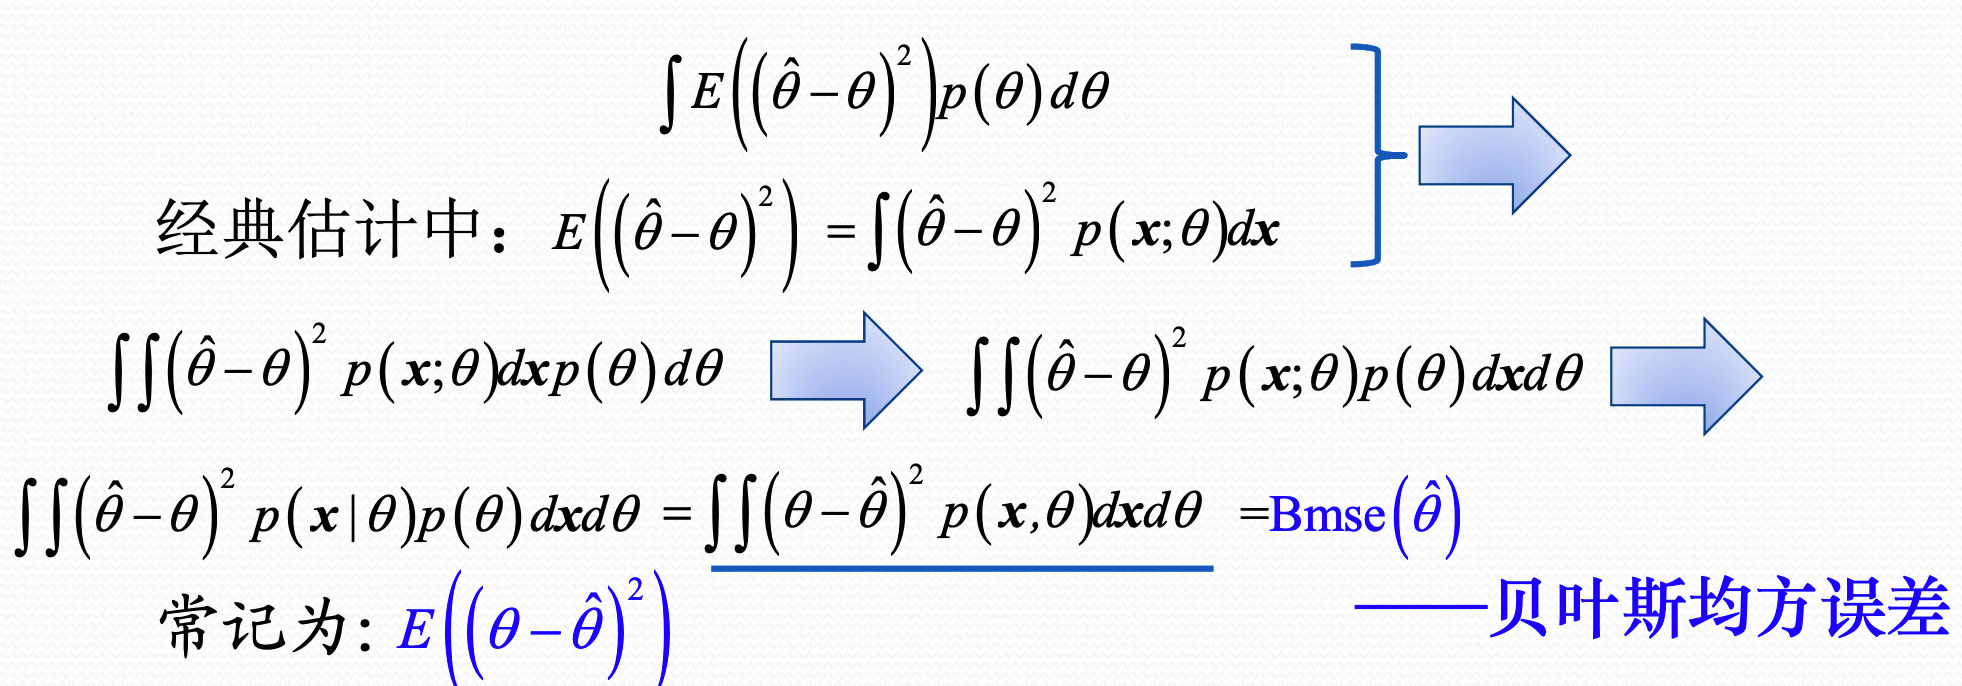 ∫E((θ̂−θ)²)p(θ)dθ
经典估计中：E((θ̂−θ)²) =∫(θ̂−θ)² p(x;θ)dx
∫∫(θ̂−θ)² p(x;θ)dxp(θ)dθ ∫∫(θ̂−θ)² p(x;θ)p(θ)dxdθ
∫∫(θ̂−θ)² p(x|θ)p(θ)dxdθ =∫∫(θ−θ̂)² p(x,θ)dxdθ =Bmse(θ̂)
常记为: E((θ−θ̂)²) ——贝叶斯均方误差